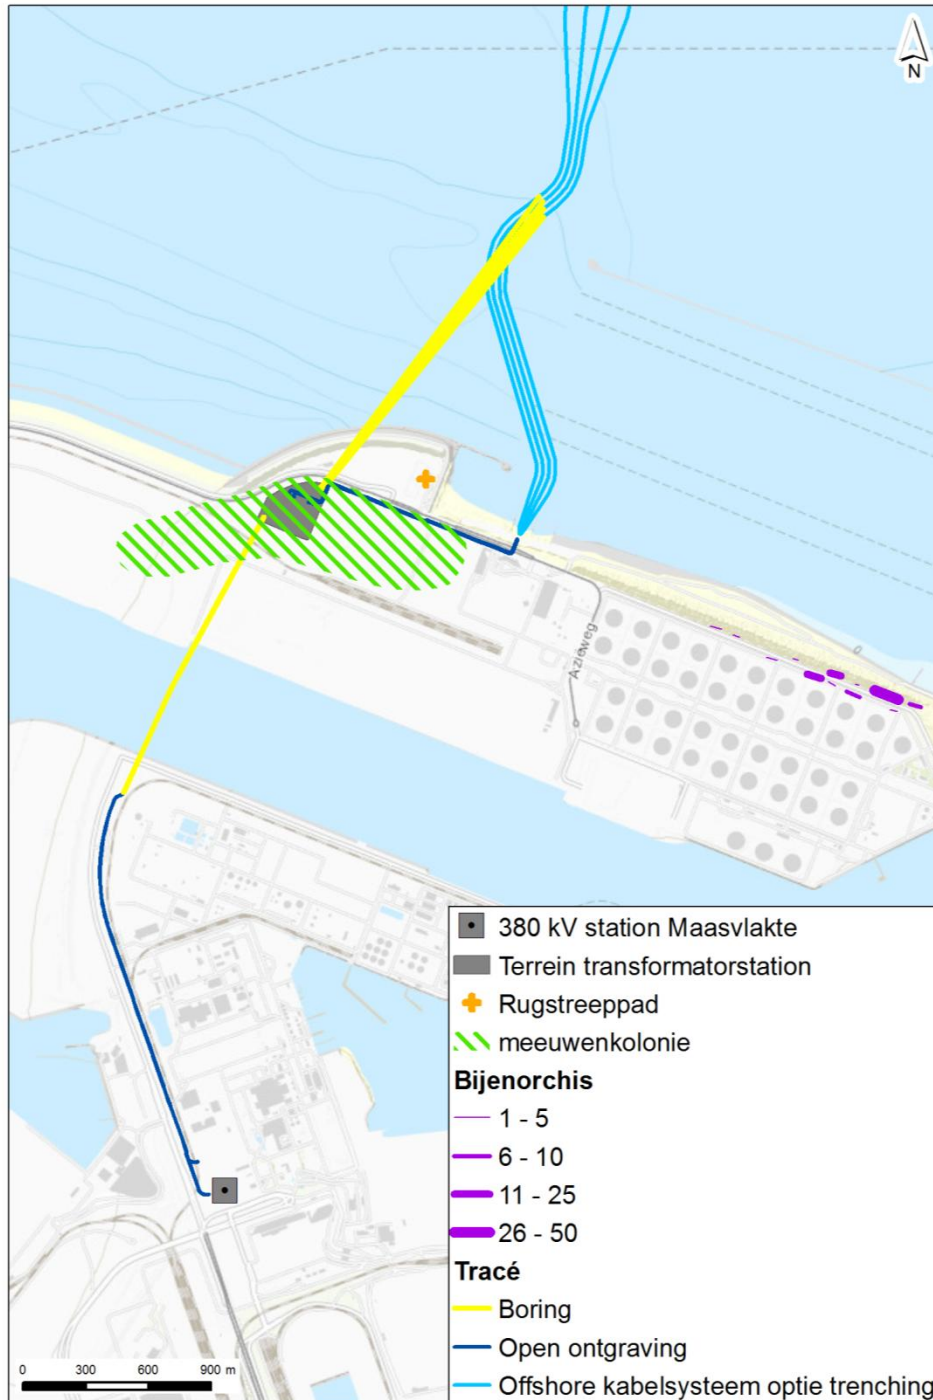 N
Aziëweg
380 kV station Maasvlakte
Terrein transformatorstation
Rugstreeppad
meeuwenkolonie
Bijenorchis
1 - 5
6 - 10
11 - 25
26 - 50
Tracé
Boring
Open ontgraving
Offshore kabelsysteem optie trenching
0 300 600 900 m